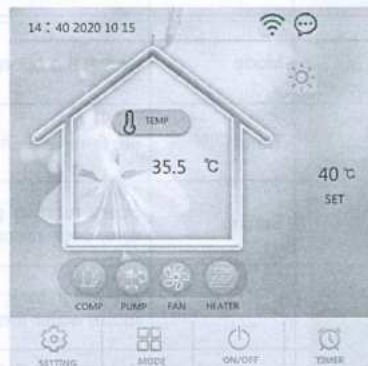 14:40 2020 10 15
TEMP
35.5 ℃
40 ℃
SET
COMP PUMP FAN HEATER
SETTING MODE ON/OFF TIMER